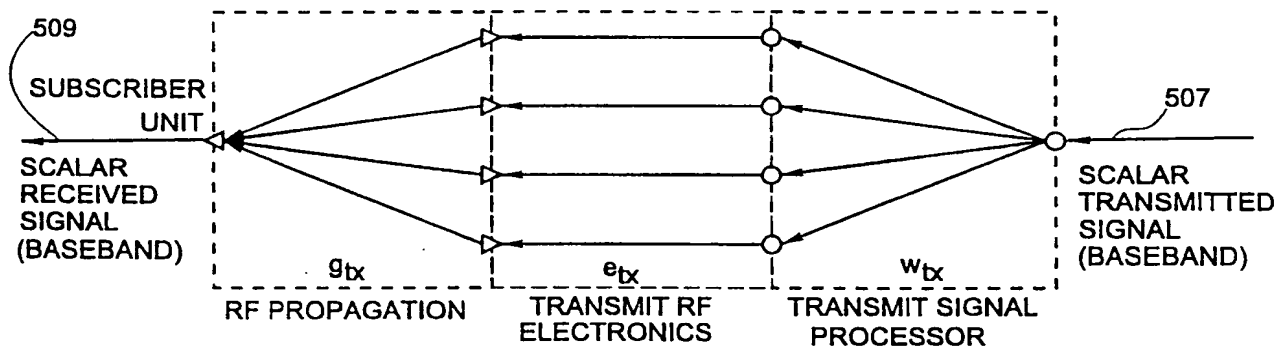 509
SUBSCRIBER
UNIT
SCALAR
RECEIVED
SIGNAL
(BASEBAND)
gtx
RF PROPAGATION
etx
TRANSMIT RF
ELECTRONICS
wtx
TRANSMIT SIGNAL
PROCESSOR
507
SCALAR
TRANSMITTED
SIGNAL
(BASEBAND)